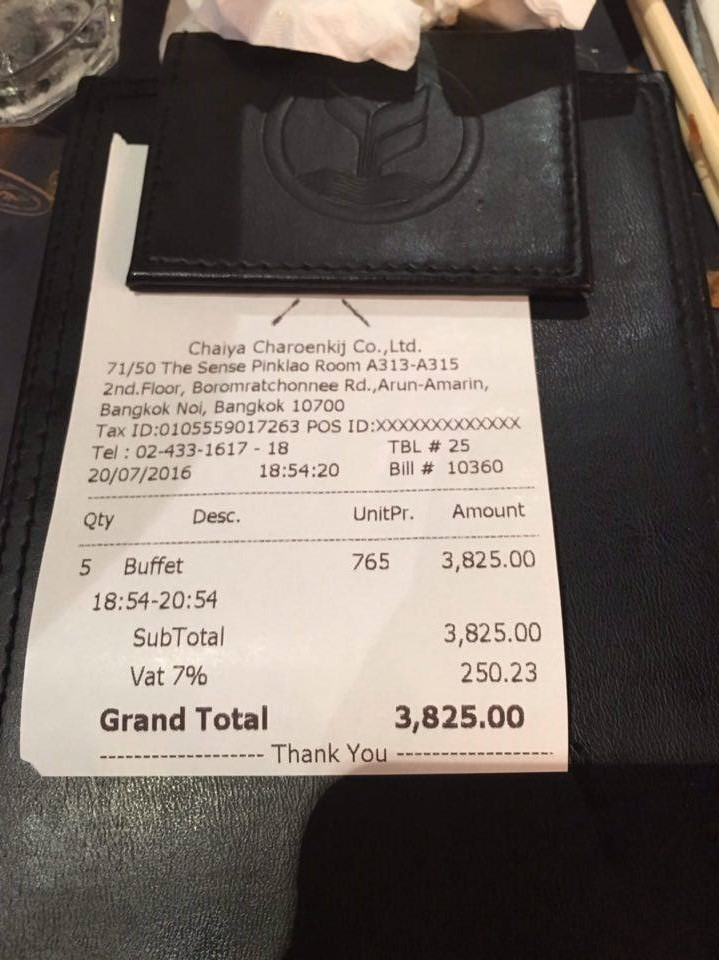 Chaiya Charoenkij Co.,Ltd.
71/50 The Sense Pinklao Room A313-A315
2nd.Floor, Boromratchonnee Rd.,Arun-Amarin,
Bangkok Noi, Bangkok 10700
Tax ID:0105559017263 POS ID:XXXXXXXXXXXXX
Tel : 02-433-1617 - 18 TBL # 25
20/07/2016 18:54:20 Bill # 10360
Qty Desc. UnitPr. Amount
5 Buffet 765 3,825.00
18:54-20:54
SubTotal 3,825.00
Vat 7% 250.23
Grand Total 3,825.00
------------------ Thank You ------------------